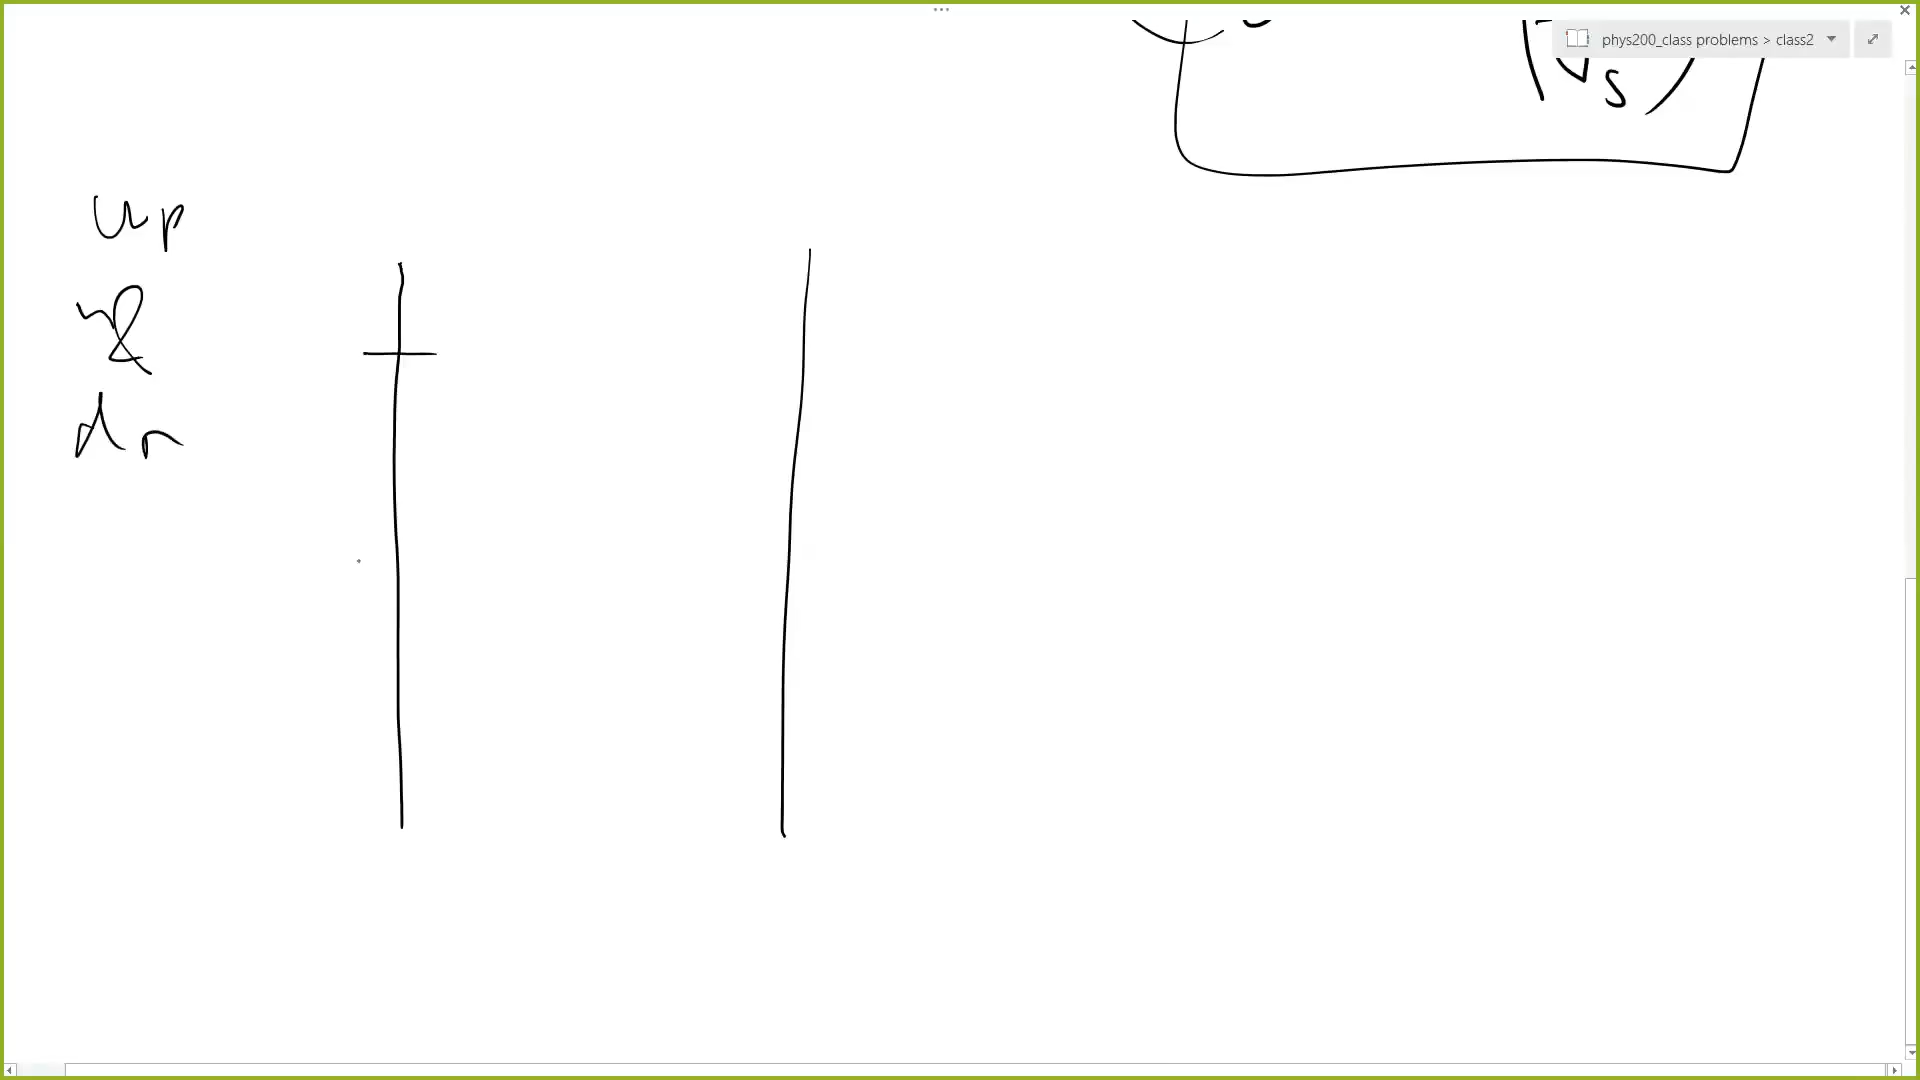 phys200_class problems > class2
s )
up
&
dn